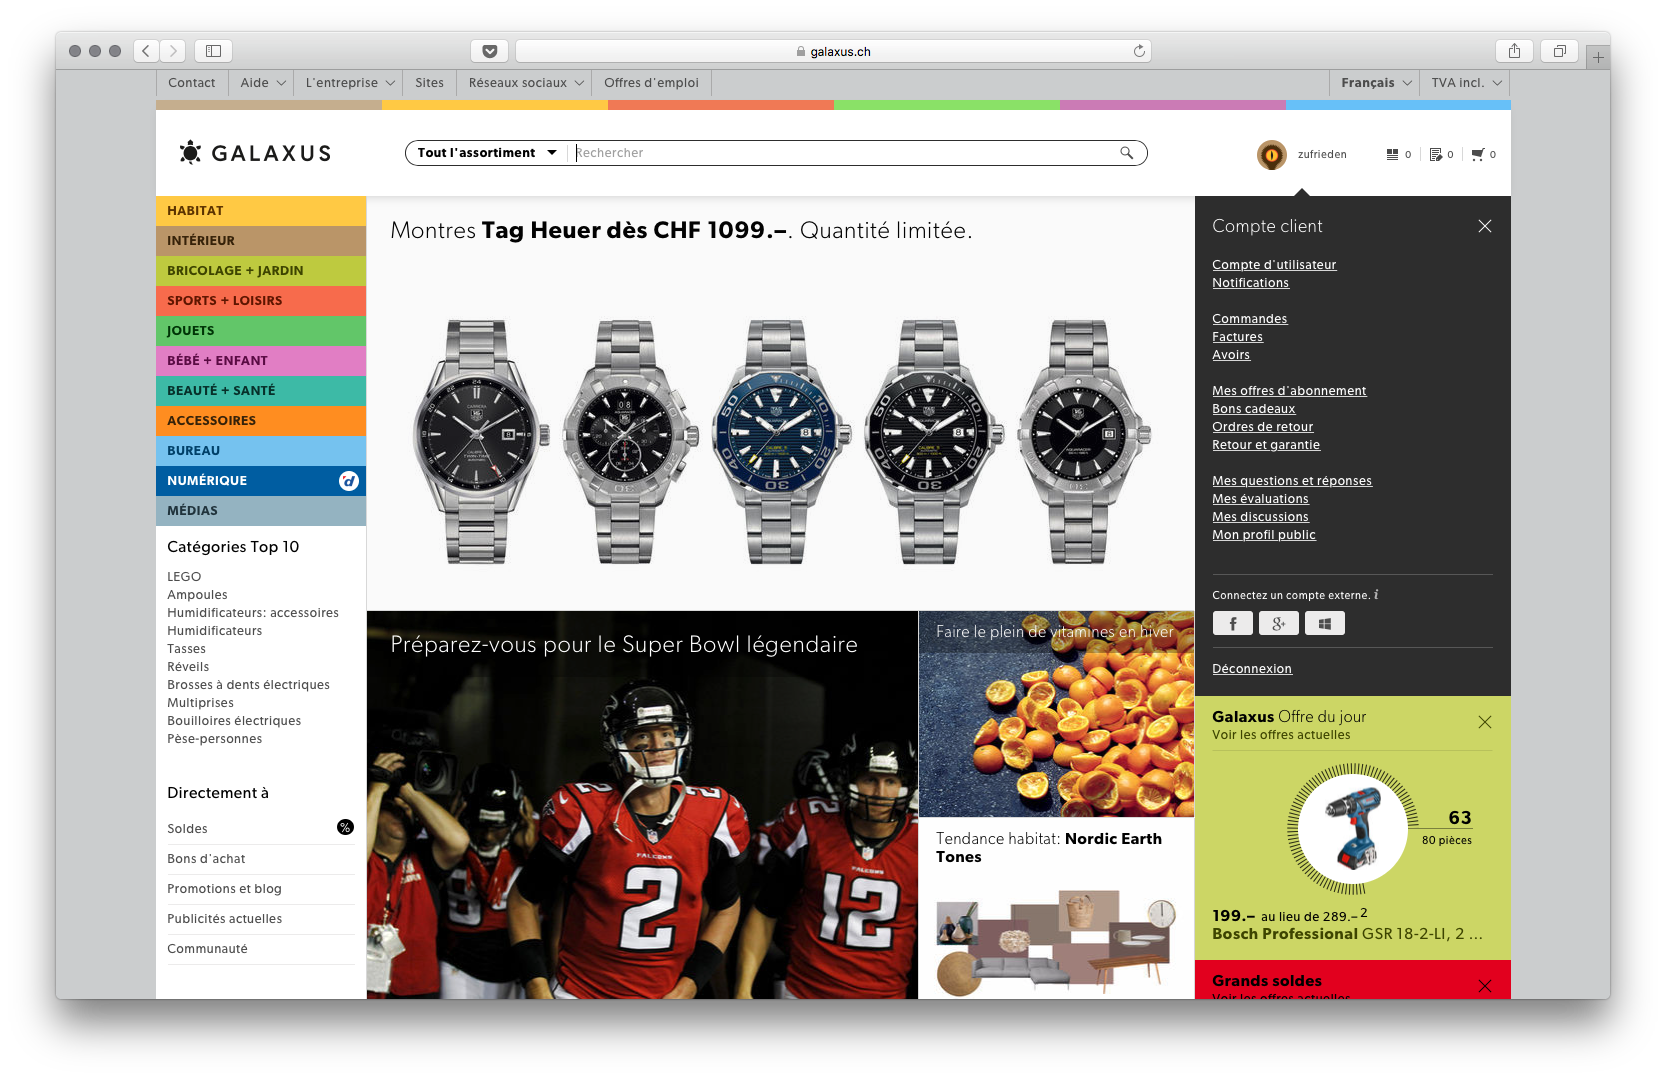 galaxus.ch
Contact
Aide
L'entreprise
Sites
Réseaux sociaux
Offres d'emploi
Français
TVA incl.
GALAXUS
Tout l'assortiment
Rechercher
zufrieden
0
0
0
HABITAT
INTÉRIEUR
BRICOLAGE + JARDIN
SPORTS + LOISIRS
JOUETS
BÉBÉ + ENFANT
BEAUTÉ + SANTÉ
ACCESSOIRES
BUREAU
NUMÉRIQUE
MÉDIAS
Catégories Top 10
LEGO
Ampoules
Humidificateurs: accessoires
Humidificateurs
Tasses
Réveils
Brosses à dents électriques
Multiprises
Bouilloires électriques
Pèse-personnes
Directement à
Soldes
%
Bons d'achat
Promotions et blog
Publicités actuelles
Communauté
Montres Tag Heuer dès CHF 1099.–. Quantité limitée.
Préparez-vous pour le Super Bowl légendaire
FALCONS
2
FALCONS
12
Faire le plein de vitamines en hiver
Tendance habitat: Nordic Earth
Tones
Compte client
Compte d'utilisateur
Notifications
Commandes
Factures
Avoirs
Mes offres d'abonnement
Bons cadeaux
Ordres de retour
Retour et garantie
Mes questions et réponses
Mes évaluations
Mes discussions
Mon profil public
Connectez un compte externe. i
Déconnexion
Galaxus Offre du jour
Voir les offres actuelles
63
80 pièces
199.– au lieu de 289.– 2
Bosch Professional GSR 18-2-LI, 2 ...
Grands soldes
Voir les offres actuelles